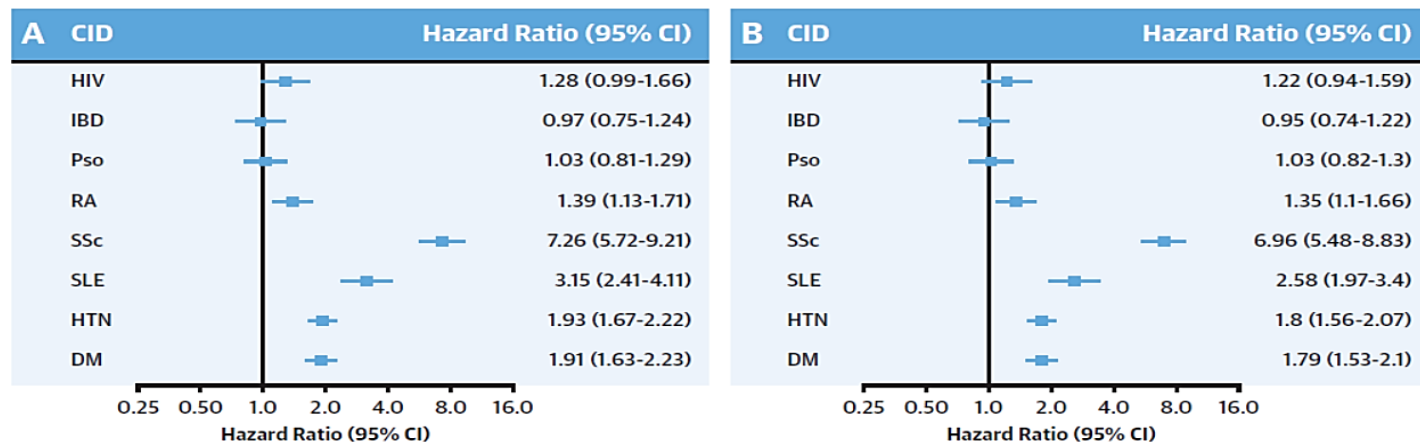 A CID Hazard Ratio (95% CI)
HIV 1.28 (0.99-1.66)
IBD 0.97 (0.75-1.24)
Pso 1.03 (0.81-1.29)
RA 1.39 (1.13-1.71)
SSc 7.26 (5.72-9.21)
SLE 3.15 (2.41-4.11)
HTN 1.93 (1.67-2.22)
DM 1.91 (1.63-2.23)
0.25 0.50 1.0 2.0 4.0 8.0 16.0
Hazard Ratio (95% CI)
B CID Hazard Ratio (95% CI)
HIV 1.22 (0.94-1.59)
IBD 0.95 (0.74-1.22)
Pso 1.03 (0.82-1.3)
RA 1.35 (1.1-1.66)
SSc 6.96 (5.48-8.83)
SLE 2.58 (1.97-3.4)
HTN 1.8 (1.56-2.07)
DM 1.79 (1.53-2.1)
0.25 0.50 1.0 2.0 4.0 8.0 16.0
Hazard Ratio (95% CI)